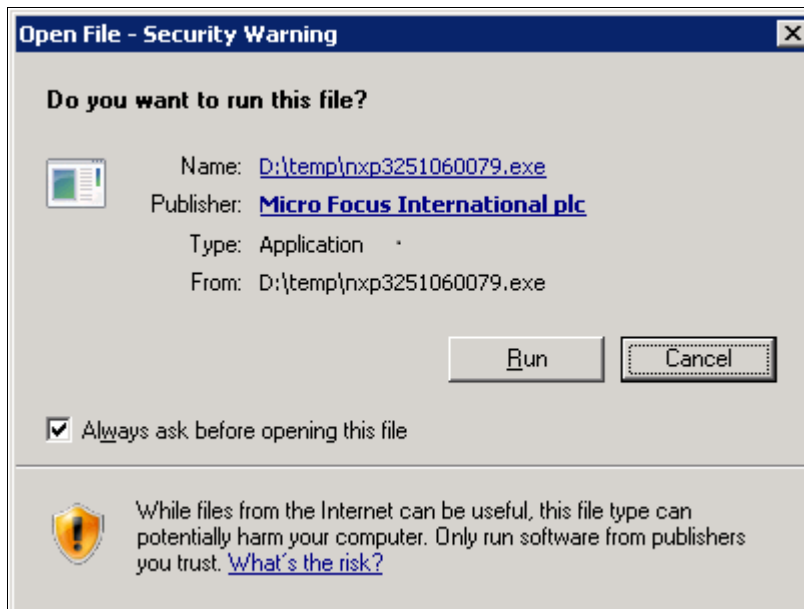 Open File - Security Warning
Do you want to run this file?
Name: D:\temp\nxp3251060079.exe
Publisher: Micro Focus International plc
Type: Application
From: D:\temp\nxp3251060079.exe
Run Cancel
Always ask before opening this file
While files from the Internet can be useful, this file type can
potentially harm your computer. Only run software from publishers
you trust. What's the risk?